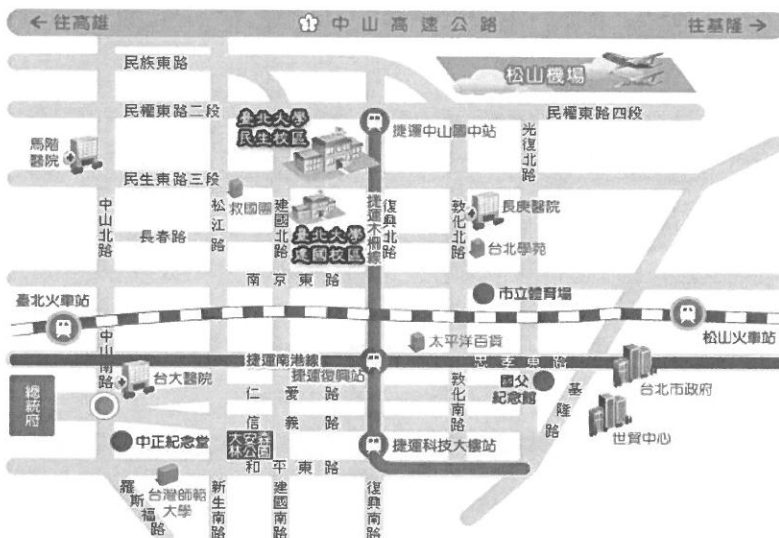 ←往高雄
1 中山高速公路
往基隆→
民族東路
松山機場
民權東路二段
臺北大學
民生校區
捷運中山國中站
民權東路四段
馬階
醫院
光復北路
民生東路三段
救國團
中山北路
松江路
建國北路
捷運木柵線
復興北路
敦化北路
長庚醫院
長春路
臺北大學
建國校區
台北學苑
南京東路
市立體育場
臺北火車站
松山火車站
太平洋百貨
中山南路
捷運南港線
忠孝東路
捷運復興站
台大醫院
仁愛路
敦化南路
國父
紀念館
基隆路
台北市政府
總統府
信義路
世貿中心
中正紀念堂
大安森
林公園
捷運科技大樓站
和平東路
羅斯福路
台灣師範
大學
新生南路
建國南路
復興南路